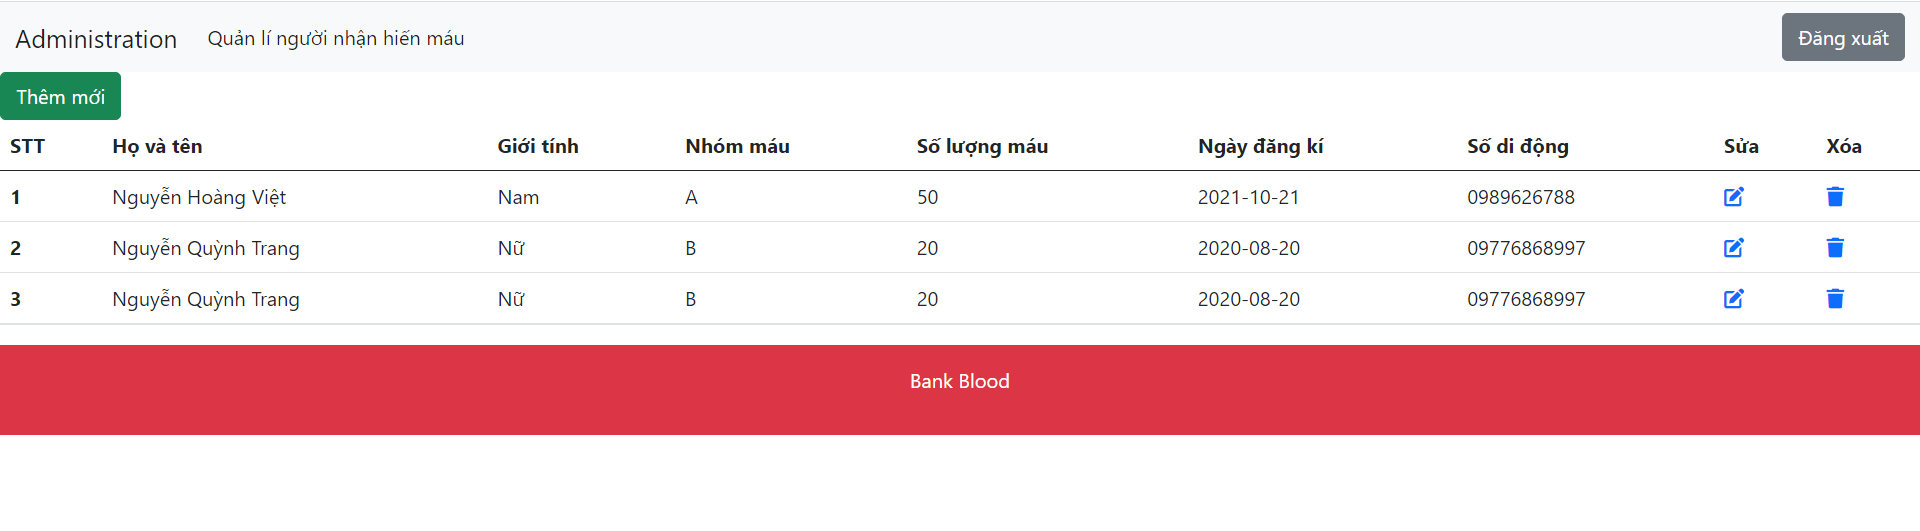 Administration Quản lí người nhận hiến máu Đăng xuất
Thêm mới
STT Họ và tên Giới tính Nhóm máu Số lượng máu Ngày đăng kí Số di động Sửa Xóa
1 Nguyễn Hoàng Việt Nam A 50 2021-10-21 0989626788
2 Nguyễn Quỳnh Trang Nữ B 20 2020-08-20 09776868997
3 Nguyễn Quỳnh Trang Nữ B 20 2020-08-20 09776868997
Bank Blood